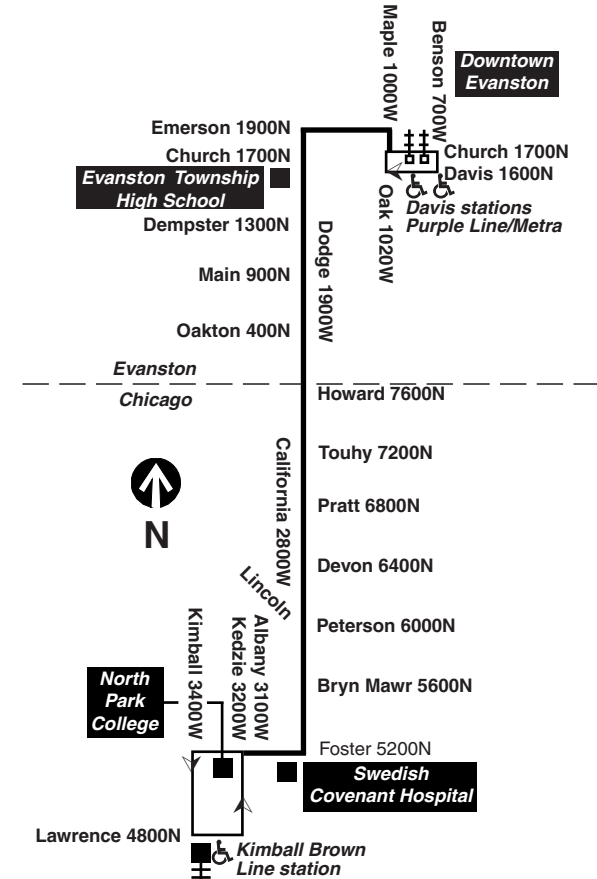 Maple 1000W
Benson 700W
Downtown
Evanston
Emerson 1900N
Church 1700N
Evanston Township
High School
Church 1700N
Davis 1600N
Oak 1020W
Davis stations
Purple Line/Metra
Dempster 1300N
Dodge 1900W
Main 900N
Oakton 400N
Evanston
Chicago
Howard 7600N
California 2800W
Touhy 7200N
Pratt 6800N
N
Devon 6400N
Lincoln
Peterson 6000N
Kimball 3400W
Kedzie 3200W
Albany 3100W
North
Park
College
Bryn Mawr 5600N
Foster 5200N
Swedish
Covenant Hospital
Lawrence 4800N
Kimball Brown
Line station